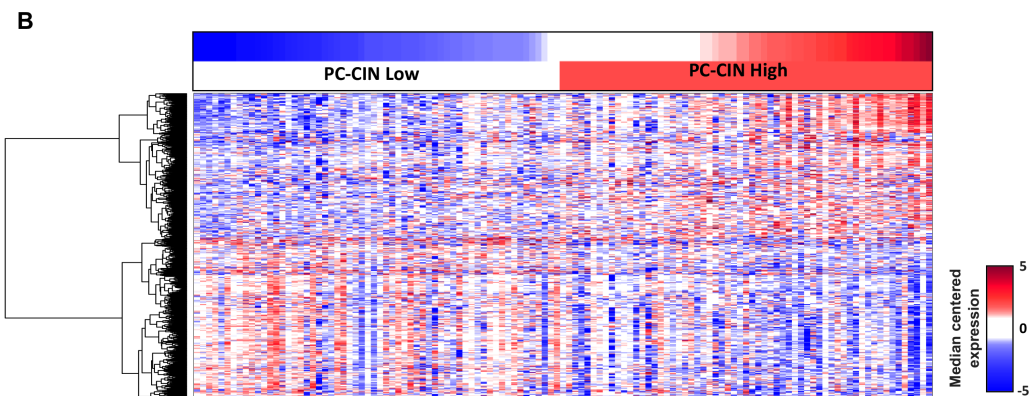 B
PC-CIN Low
PC-CIN High
Median centered
expression
5
0
-5